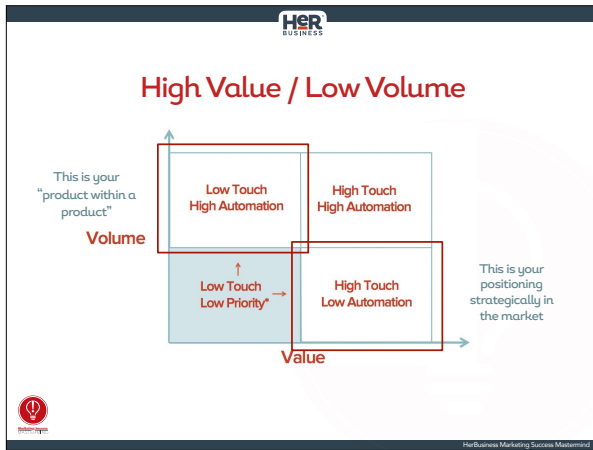 HeR
BUSINESS
High Value / Low Volume
This is your
“product within a
product”
Volume
Low Touch
High Automation
High Touch
High Automation
Low Touch
Low Priority*
High Touch
Low Automation
This is your
positioning
strategically in
the market
Value
Marketing Success
HerBusiness Marketing Success Mastermind